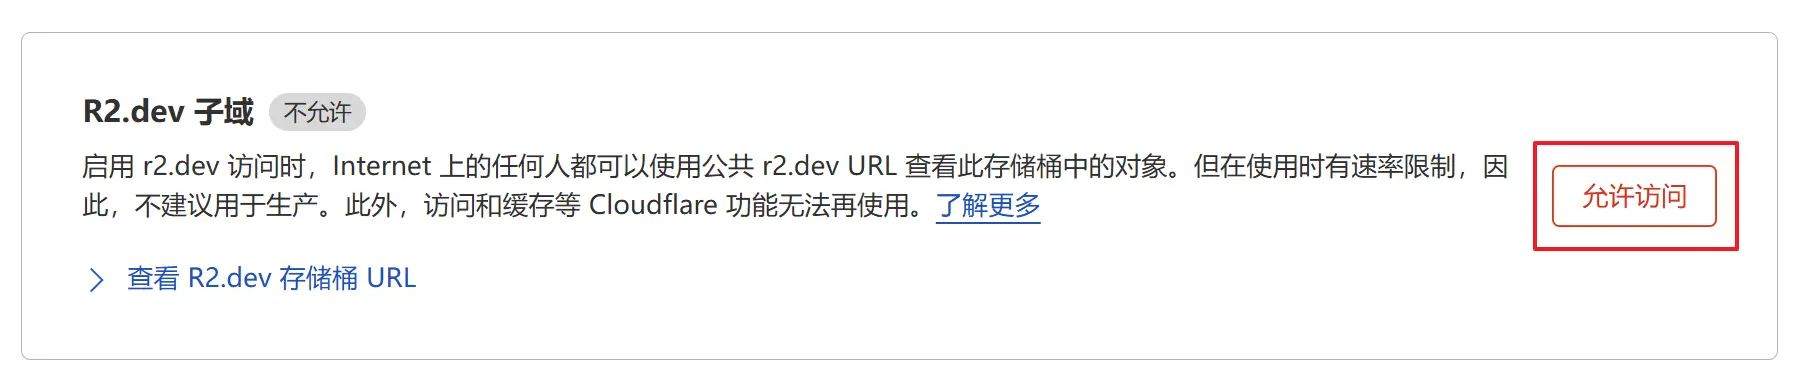 R2.dev 子域 不允许
启用 r2.dev 访问时，Internet 上的任何人都可以使用公共 r2.dev URL 查看此存储桶中的对象。但在使用时有速率限制，因
此，不建议用于生产。此外，访问和缓存等 Cloudflare 功能无法再使用。了解更多
允许访问
查看 R2.dev 存储桶 URL